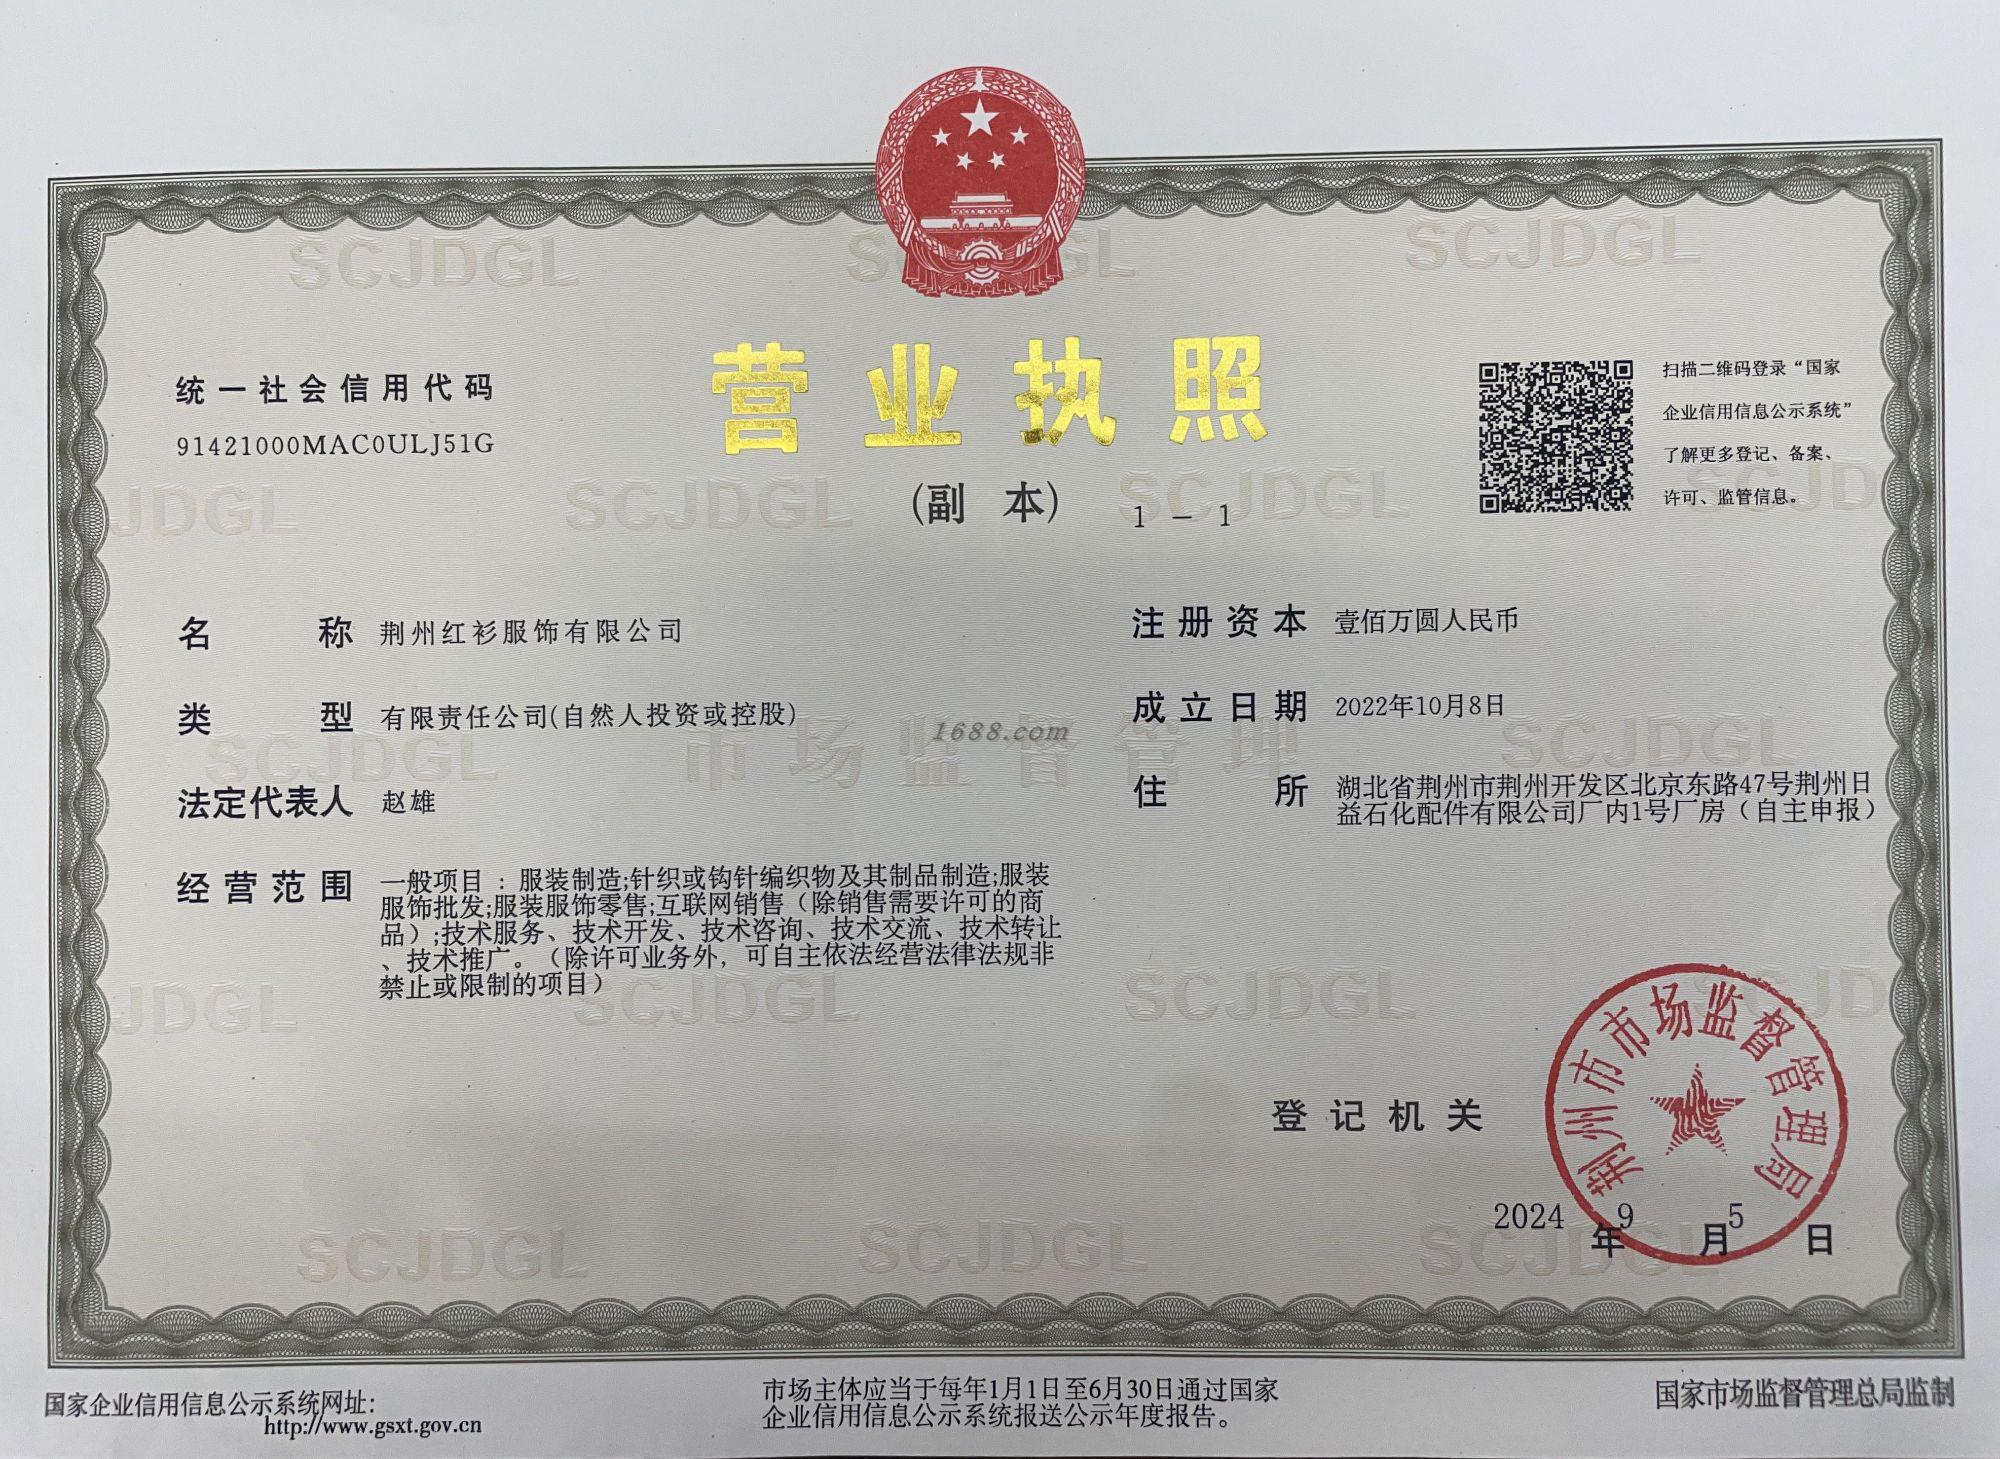 营业执照
(副 本) 1 - 1
统一社会信用代码
91421000MAC0ULJ51G
扫描二维码登录“国家
企业信用信息公示系统”
了解更多登记、备案、
许可、监管信息。
名 称 荆州红衫服饰有限公司
类 型 有限责任公司(自然人投资或控股)
法定代表人 赵雄
经营范围 一般项目：服装制造;针织或钩针编织物及其制品制造;服装
服饰批发;服装服饰零售;互联网销售（除销售需要许可的商
品）;技术服务、技术开发、技术咨询、技术交流、技术转让
、技术推广。（除许可业务外，可自主依法经营法律法规非
禁止或限制的项目）
注册资本 壹佰万圆人民币
成立日期 2022年10月8日
住 所 湖北省荆州市荆州开发区北京东路47号荆州日
益石化配件有限公司厂内1号厂房（自主申报）
1688.com
市场监督管理
SCJDGL
登记机关
荆州市市场监督管理局
2024年9月5日
国家企业信用信息公示系统网址：
http://www.gsxt.gov.cn
市场主体应当于每年1月1日至6月30日通过国家
企业信用信息公示系统报送公示年度报告。
国家市场监督管理总局监制